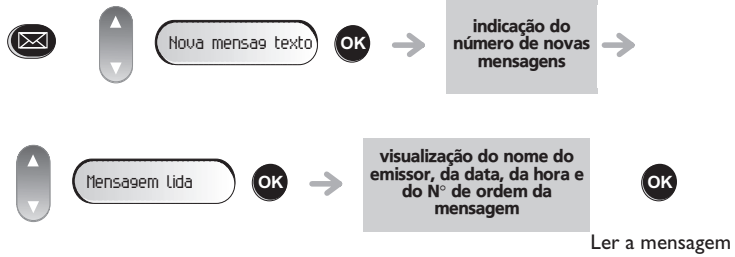 Nova mensag texto
OK
indicação do
número de novas
mensagens
Mensagem lida
OK
visualização do nome do
emissor, da data, da hora e
do N° de ordem da
mensagem
OK
Ler a mensagem